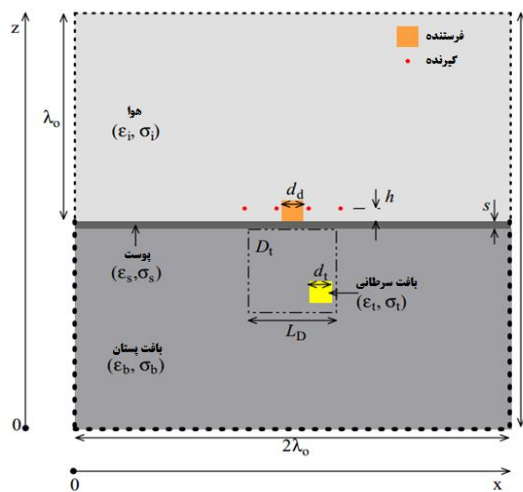 z
فرستنده
گیرنده
هوا
(εi, σi)
λo
dd
h
s
Dt
پوست
(εs,σs)
dt
بافت سرطانی
(εt, σt)
LD
بافت پستان
(εb, σb)
0
2λo
0
x